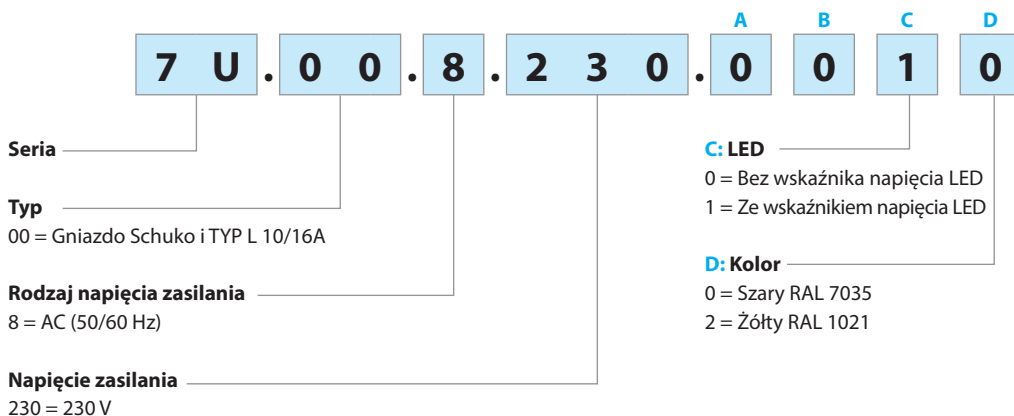 A B C D
7 U . 0 0 . 8 . 2 3 0 . 0 0 1 0
Seria
Typ
00 = Gniazdo Schuko i TYP L 10/16A
Rodzaj napięcia zasilania
8 = AC (50/60 Hz)
Napięcie zasilania
230 = 230 V
C: LED
0 = Bez wskaźnika napięcia LED
1 = Ze wskaźnikiem napięcia LED
D: Kolor
0 = Szary RAL 7035
2 = Żółty RAL 1021